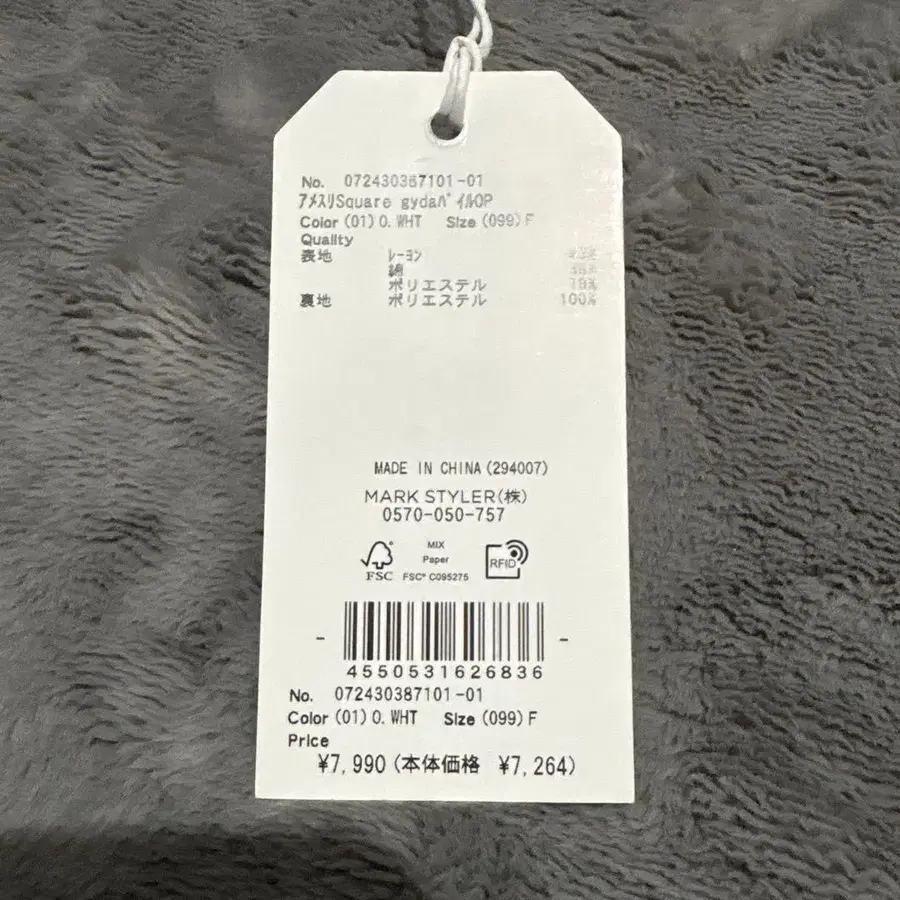 No. 072430387101-01
ｱﾒｽﾘSquare gydaﾊﾟｲﾙOP
Color (01) O. WHT Size (099) F
Quality
表地 ﾚｰﾖﾝ
綿
ポリエステル
裏地 ポリエステル 100%
MADE IN CHINA (294007)
MARK STYLER(株)
0570-050-757
FSC
MIX
Paper
FSC® C095275
RFID
4550531626836
No. 072430387101-01
Color (01) O. WHT Size (099) F
Price
¥7,990 (本体価格 ¥7,264)